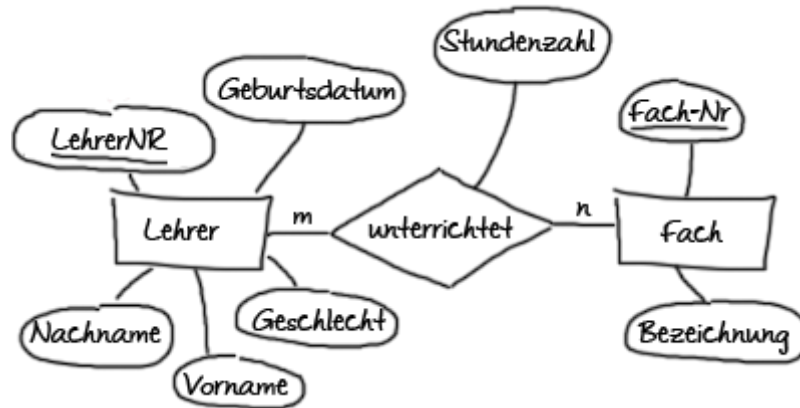 Stundenzahl
Geburtsdatum
Fach-Nr
LehrerNR
m
n
Lehrer
unterrichtet
Fach
Geschlecht
Nachname
Bezeichnung
Vorname